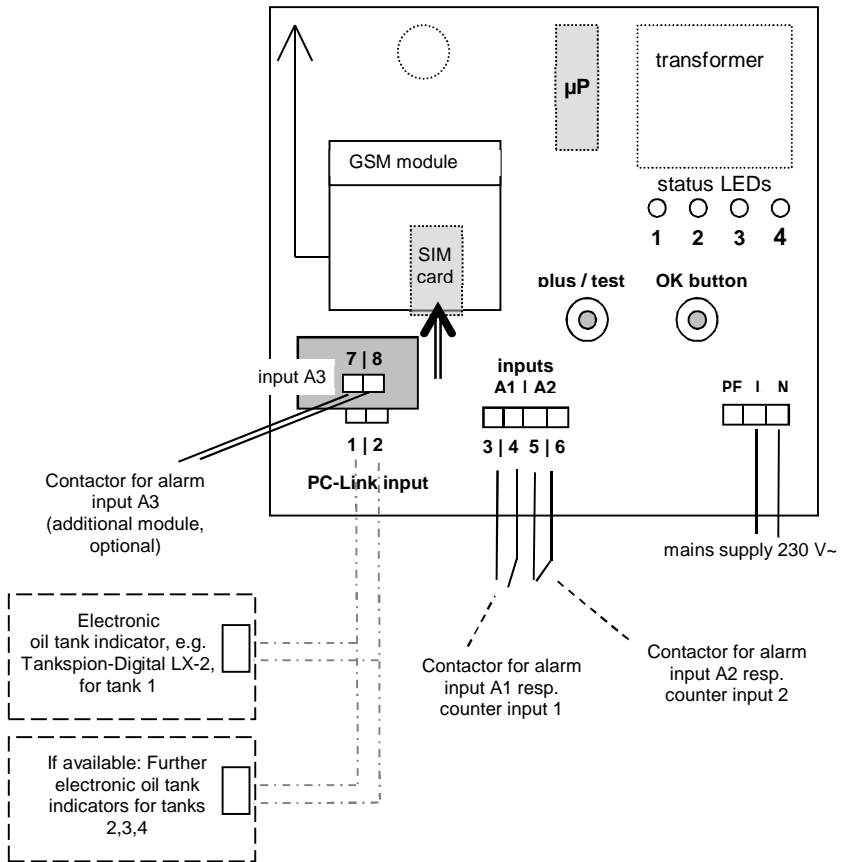 transformer
µP
GSM module
status LEDs
1 2 3 4
SIM
card
plus / test
OK button
7 | 8
input A3
inputs
A1 | A2
PF I N
1 | 2
3 | 4 5 | 6
PC-Link input
Contactor for alarm
input A3
(additional module,
optional)
mains supply 230 V~
Electronic
oil tank indicator, e.g.
Tankspion-Digital LX-2,
for tank 1
Contactor for alarm
input A1 resp.
counter input 1
Contactor for alarm
input A2 resp.
counter input 2
If available: Further
electronic oil tank
indicators for tanks
2,3,4